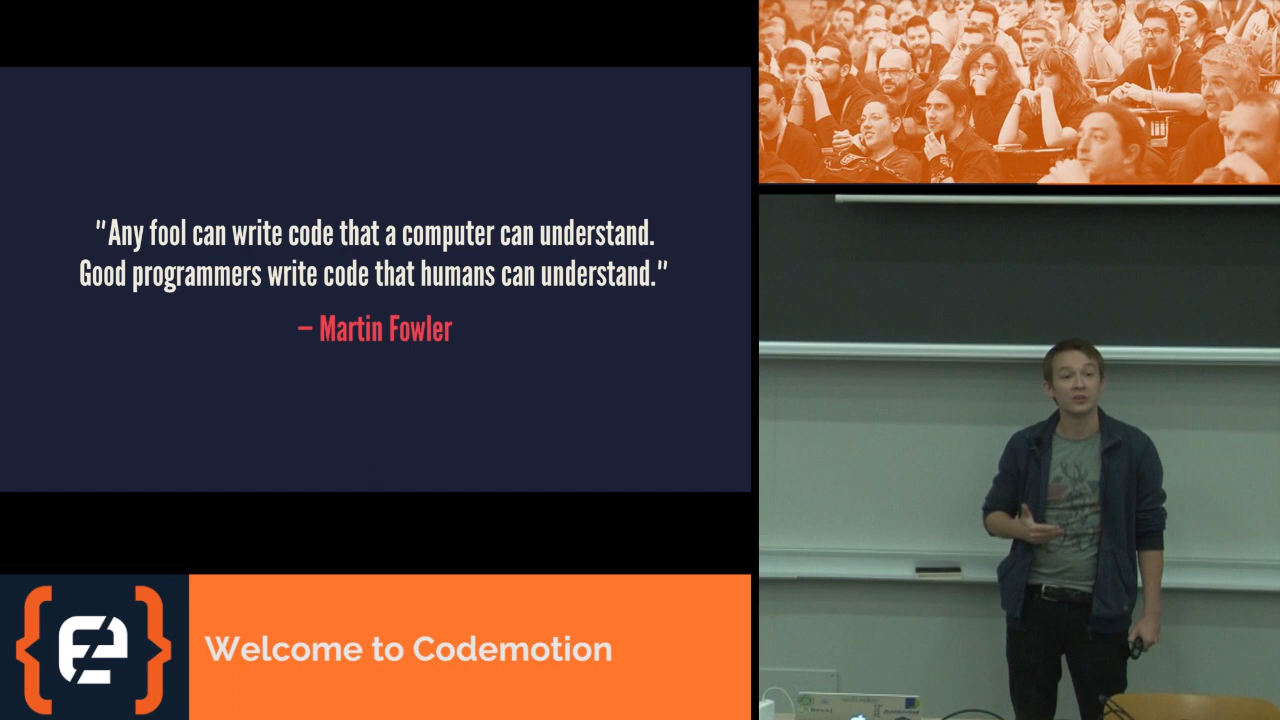 "Any fool can write code that a computer can understand.
Good programmers write code that humans can understand."
– Martin Fowler
Welcome to Codemotion